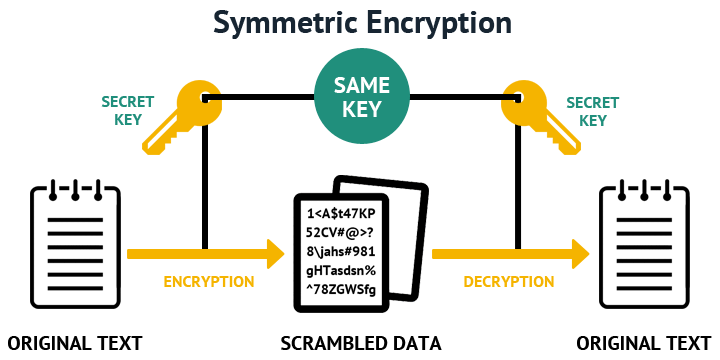 Symmetric Encryption
SAME
KEY
SECRET
KEY
SECRET
KEY
1<A$t47KP
52CV#@>?
8\jahs#981
gHTasdsn%
^78ZGWSfg
ENCRYPTION
DECRYPTION
ORIGINAL TEXT
SCRAMBLED DATA
ORIGINAL TEXT